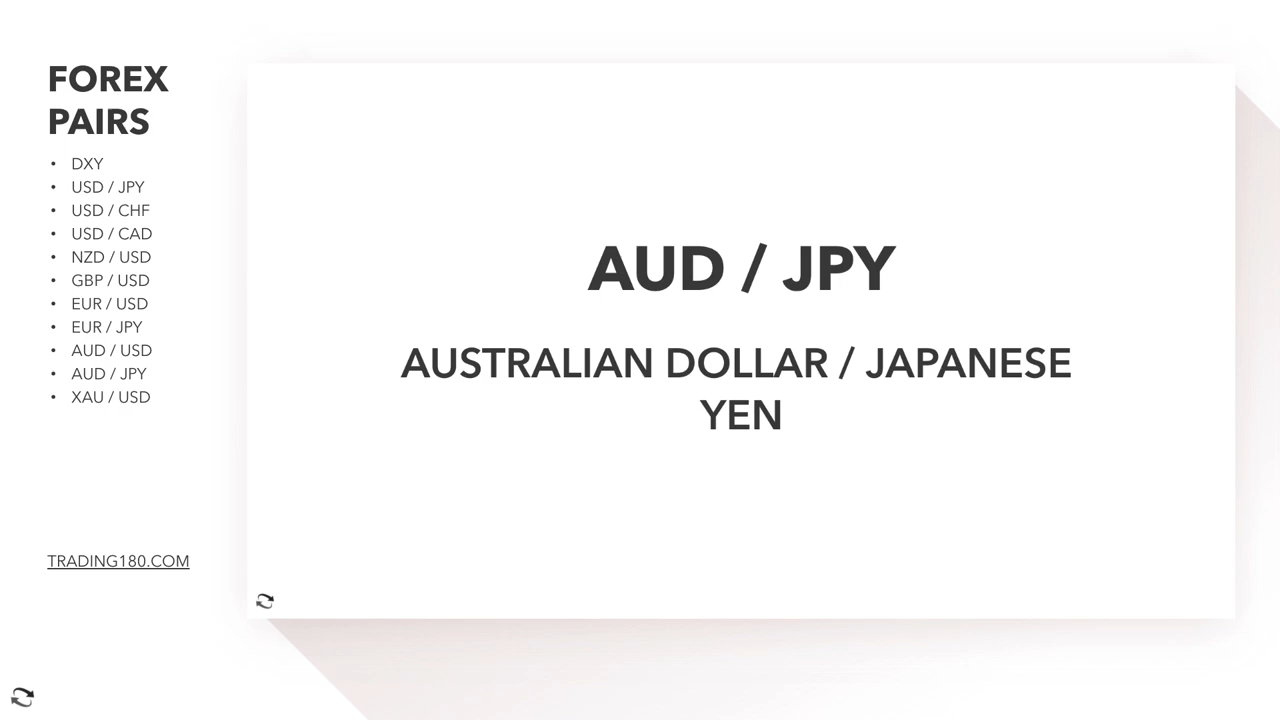 FOREX
PAIRS
• DXY
• USD / JPY
• USD / CHF
• USD / CAD
• NZD / USD
• GBP / USD
• EUR / USD
• EUR / JPY
• AUD / USD
• AUD / JPY
• XAU / USD
TRADING180.COM
AUD / JPY
AUSTRALIAN DOLLAR / JAPANESE
YEN